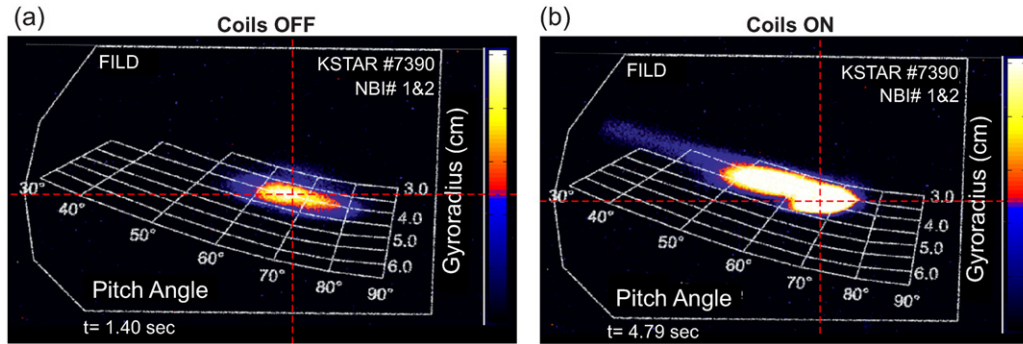 (a)
Coils OFF
FILD
KSTAR #7390
NBI# 1&2
30°
40°
50°
60°
70°
80°
90°
3.0
4.0
5.0
6.0
Gyroradius (cm)
Pitch Angle
t= 1.40 sec
(b)
Coils ON
FILD
KSTAR #7390
NBI# 1&2
30°
40°
50°
60°
70°
80°
90°
3.0
4.0
5.0
6.0
Gyroradius (cm)
Pitch Angle
t= 4.79 sec